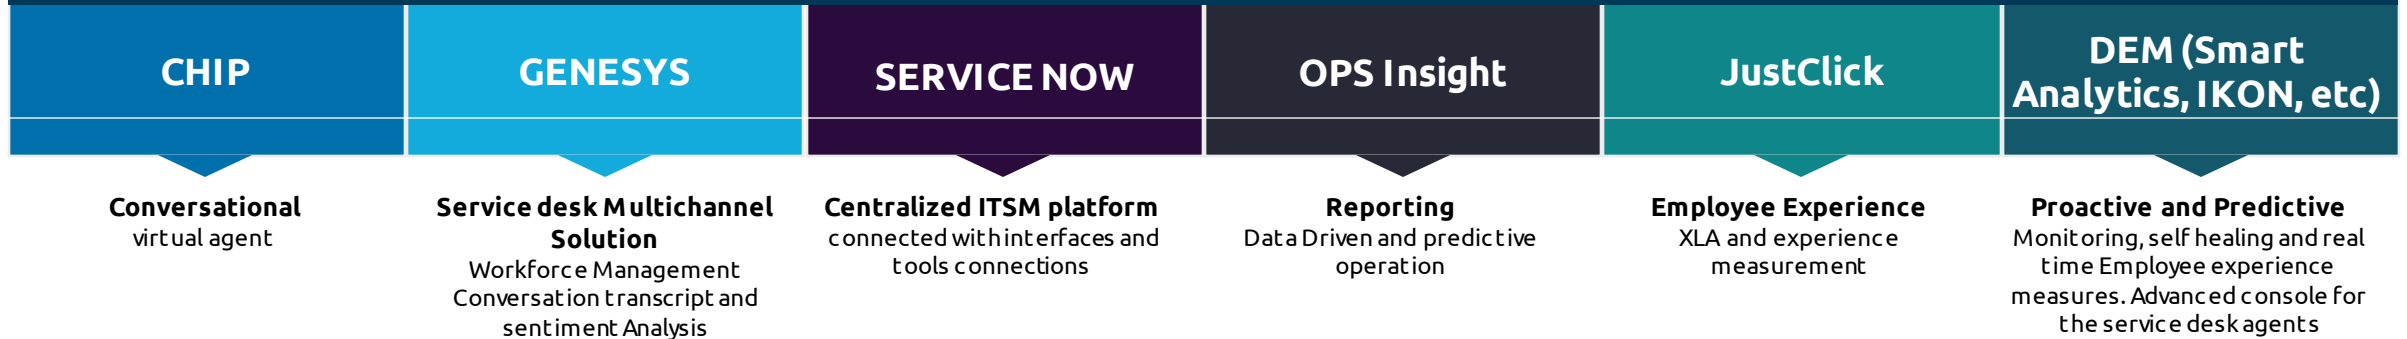 CHIP
Conversational
virtual agent
GENESYS
Service desk Multichannel
Solution
Workforce Management
Conversation transcript and
sentiment Analysis
SERVICE NOW
Centralized ITSM platform
connected with interfaces and
tools connections
OPS Insight
Reporting
Data Driven and predictive
operation
JustClick
Employee Experience
XLA and experience
measurement
DEM (Smart
Analytics, IKON, etc)
Proactive and Predictive
Monitoring, self healing and real
time Employee experience
measures. Advanced console for
the service desk agents